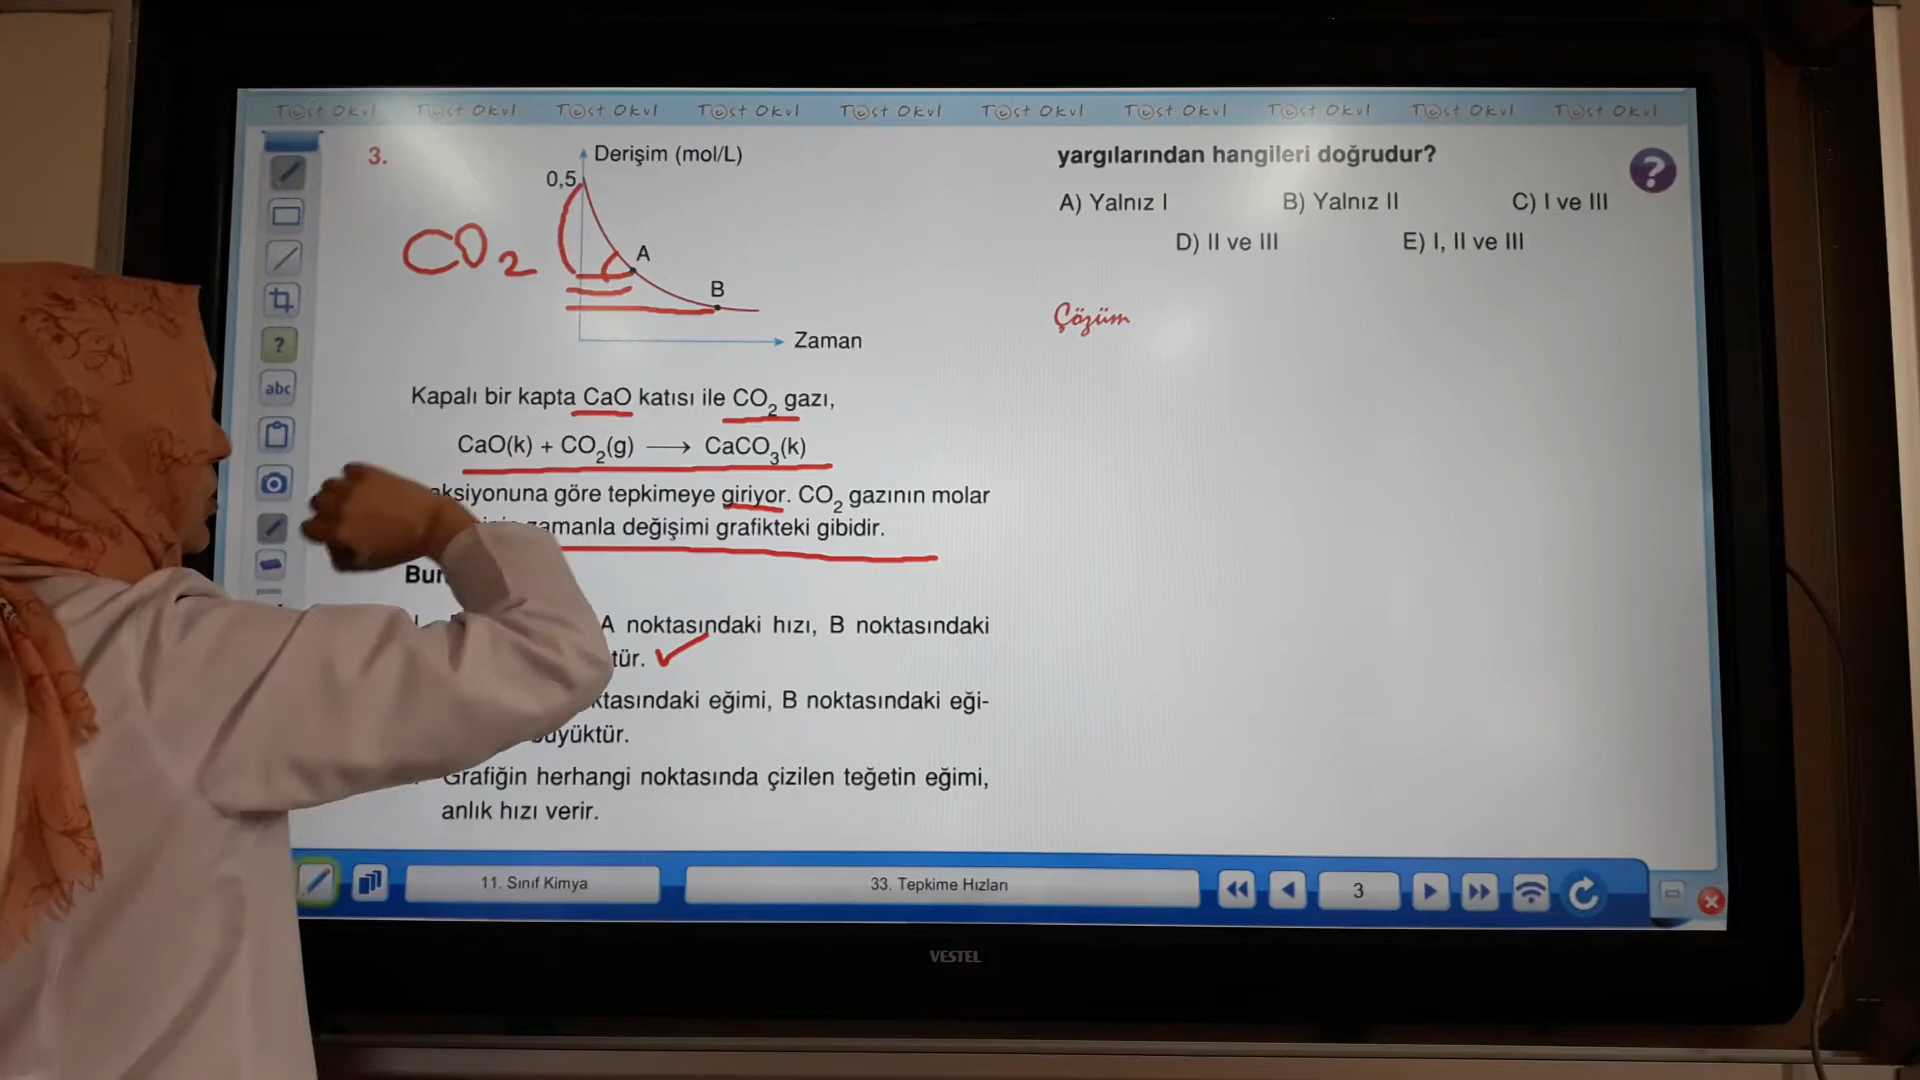 Test Okul Test Okul Test Okul Test Okul Test Okul Test Okul Test Okul Test Okul Test Okul Test Okul
3.
Derişim (mol/L)
0,5
CO2
A
B
Zaman
?
abc
Kapalı bir kapta CaO katısı ile CO2 gazı,
CaO(k) + CO2(g) → CaCO3(k)
aksiyonuna göre tepkimeye giriyor. CO2 gazının molar
zamanla değişimi grafikteki gibidir.
Bun
A noktasındaki hızı, B noktasındaki
tür. ✓
ktasındaki eğimi, B noktasındaki eği-
büyüktür.
Grafiğin herhangi noktasında çizilen teğetin eğimi,
anlık hızı verir.
yargılarından hangileri doğrudur?
?
A) Yalnız I B) Yalnız II C) I ve III
D) II ve III E) I, II ve III
Çözüm
11. Sınıf Kimya
33. Tepkime Hızları
3
VESTEL